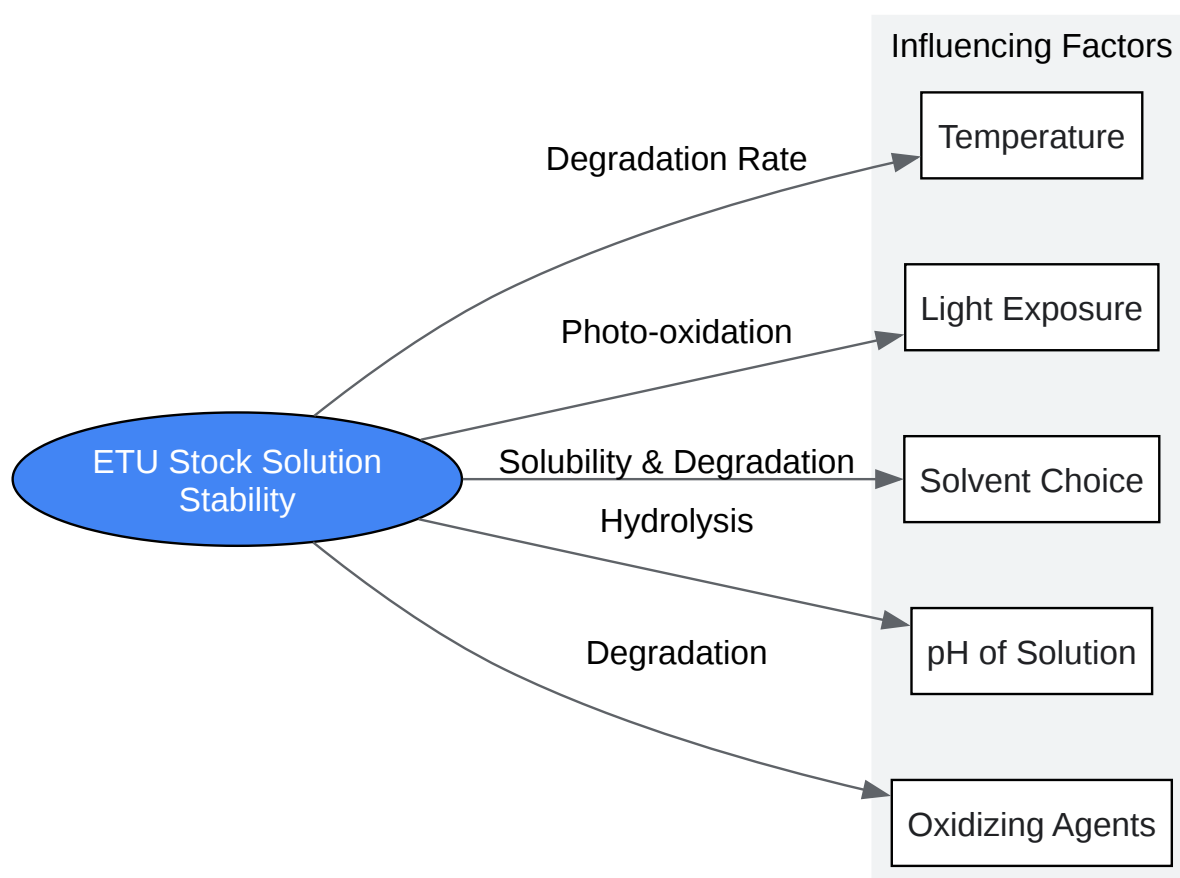 Influencing Factors
Temperature
Degradation Rate
Light Exposure
Photo-oxidation
ETU Stock Solution
Stability
Solubility & Degradation
Solvent Choice
Hydrolysis
pH of Solution
Degradation
Oxidizing Agents